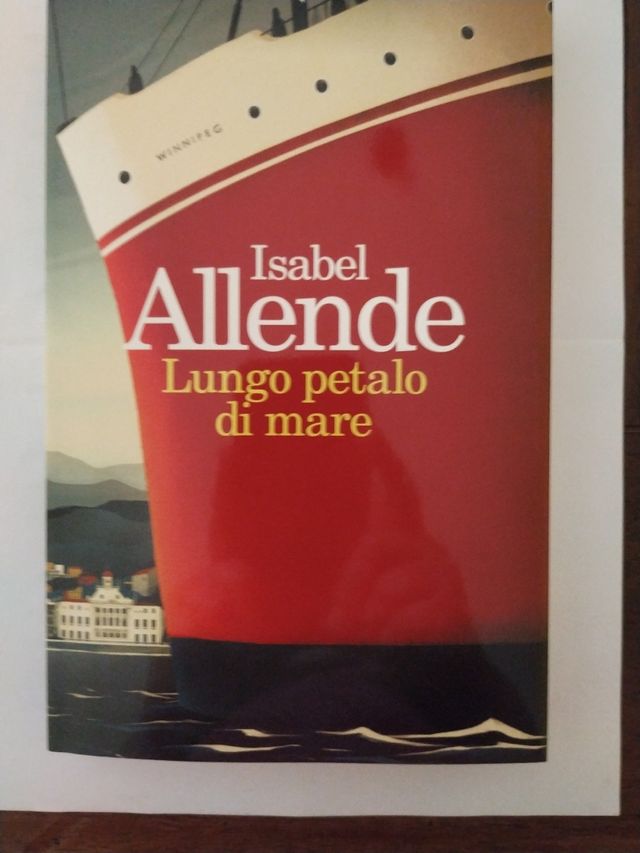 WINNIPEG
Isabel
Allende
Lungo petalo
di mare